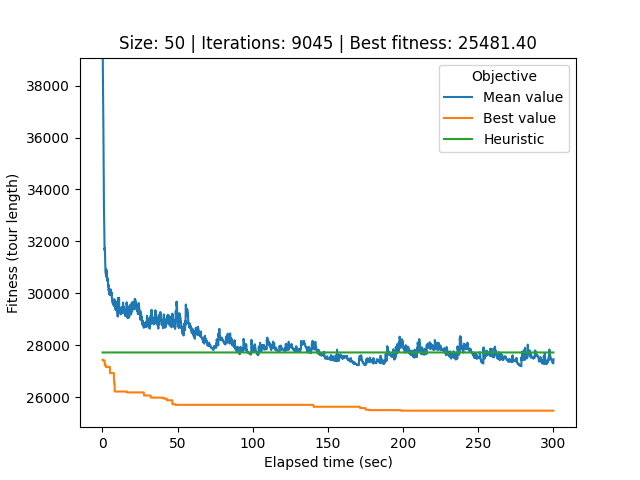 Size: 50 | Iterations: 9045 | Best fitness: 25481.40
Objective
Mean value
Best value
Heuristic
Fitness (tour length)
38000
36000
34000
32000
30000
28000
26000
0 50 100 150 200 250 300
Elapsed time (sec)